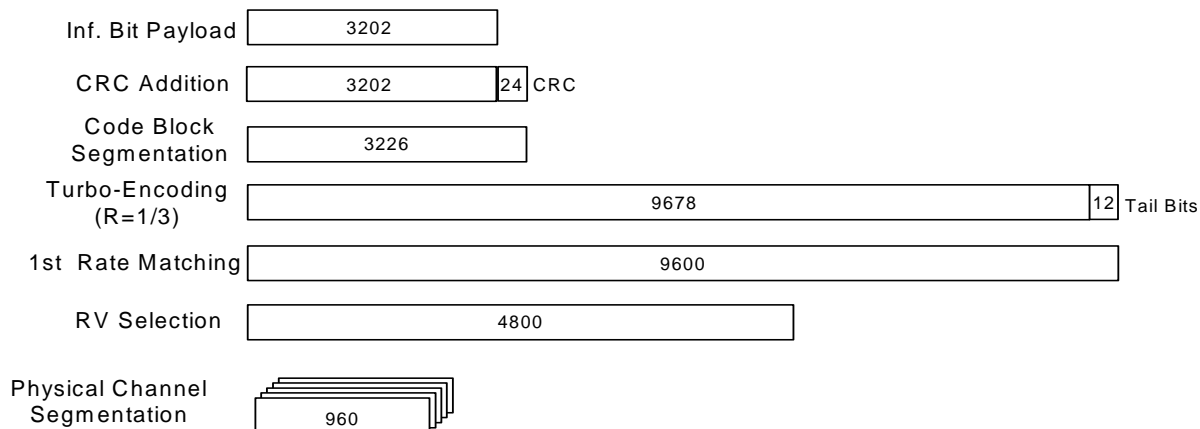 Inf. Bit Payload 3202
CRC Addition 3202 24 CRC
Code Block
Segmentation 3226
Turbo-Encoding
(R=1/3) 9678 12 Tail Bits
1st Rate Matching 9600
RV Selection 4800
Physical Channel
Segmentation 960